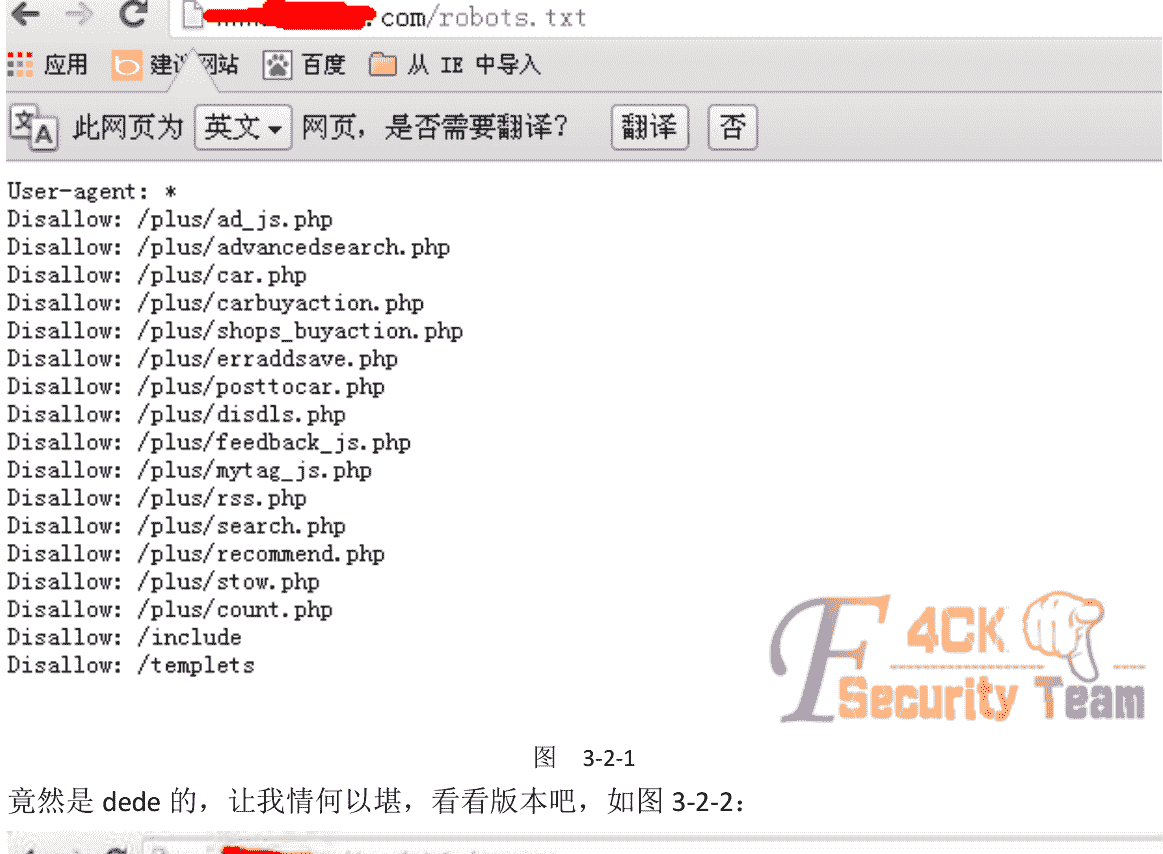 .com/robots.txt
应用 建议网站 百度 从 IE 中导入
此网页为 英文 网页，是否需要翻译？ 翻译 否
User-agent: *
Disallow: /plus/ad_js.php
Disallow: /plus/advancedsearch.php
Disallow: /plus/car.php
Disallow: /plus/carbuyaction.php
Disallow: /plus/shops_buyaction.php
Disallow: /plus/erraddsave.php
Disallow: /plus/posttocar.php
Disallow: /plus/disdls.php
Disallow: /plus/feedback_js.php
Disallow: /plus/mytag_js.php
Disallow: /plus/rss.php
Disallow: /plus/search.php
Disallow: /plus/recommend.php
Disallow: /plus/stow.php
Disallow: /plus/count.php
Disallow: /include
Disallow: /templets
F4CK
Security Team
图 3-2-1
竟然是 dede 的，让我情何以堪，看看版本吧，如图 3-2-2：